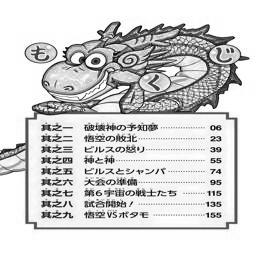 もくじ
其之一 破壊神の予知夢 06
其之二 悟空の敗北 23
其之三 ビルスの怒り 39
其之四 神と神 55
其之五 ビルスとシャンパ 74
其之六 大会の準備 95
其之七 第6宇宙の戦士たち 115
其之八 試合開始! 135
其之九 悟空VSボタモ 155